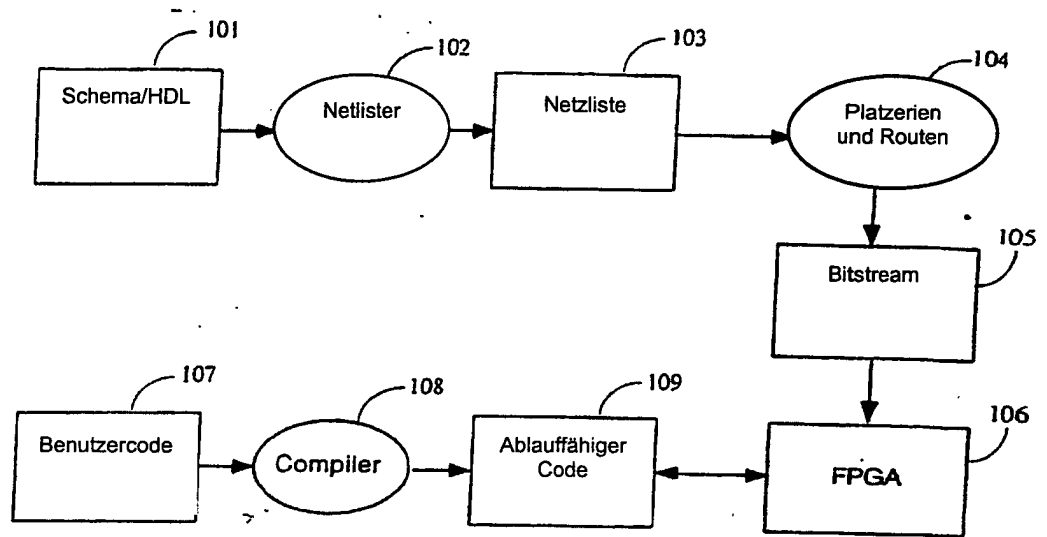 101
102
103
104
Schema/HDL
Netlister
Netzliste
Platzerien
und Routen
105
Bitstream
107
108
109
106
Benutzercode
Compiler
Ablauffähiger
Code
FPGA